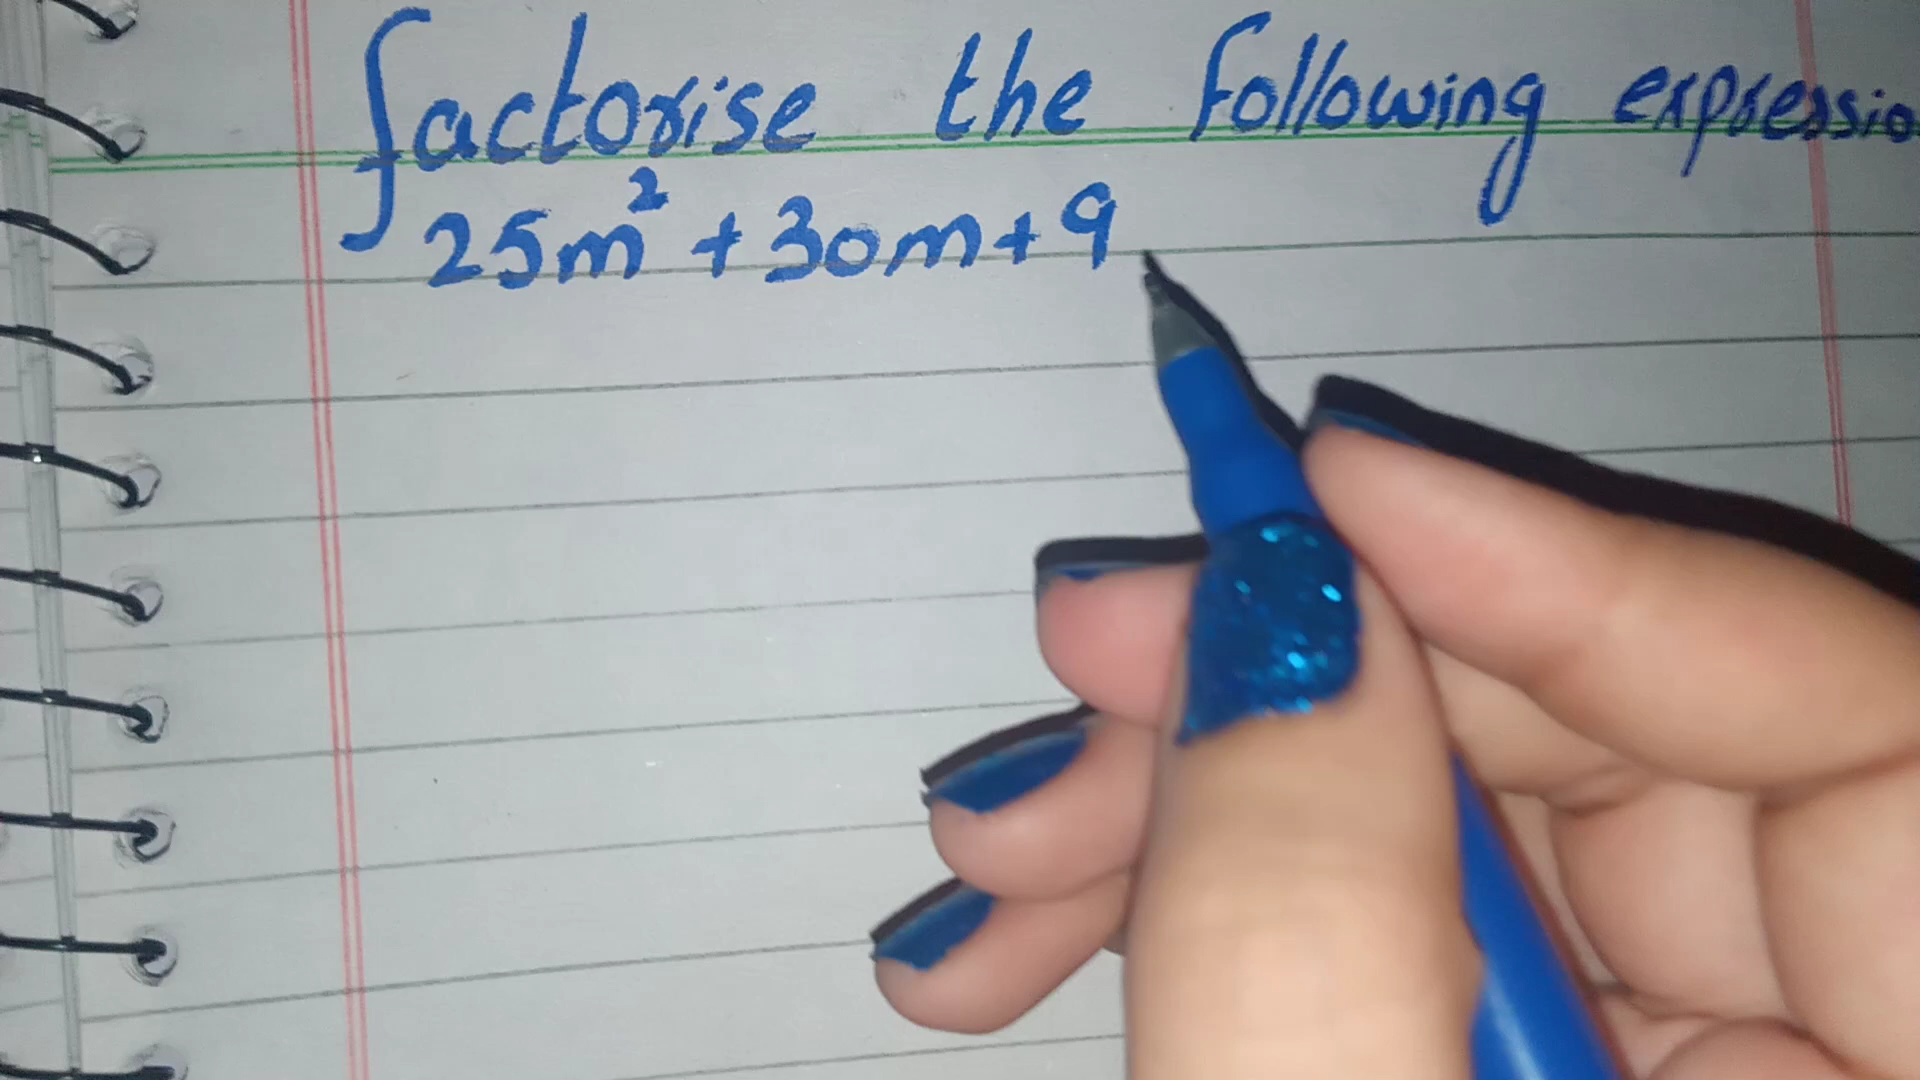 factorise the following expressio
25m² + 30m + 9